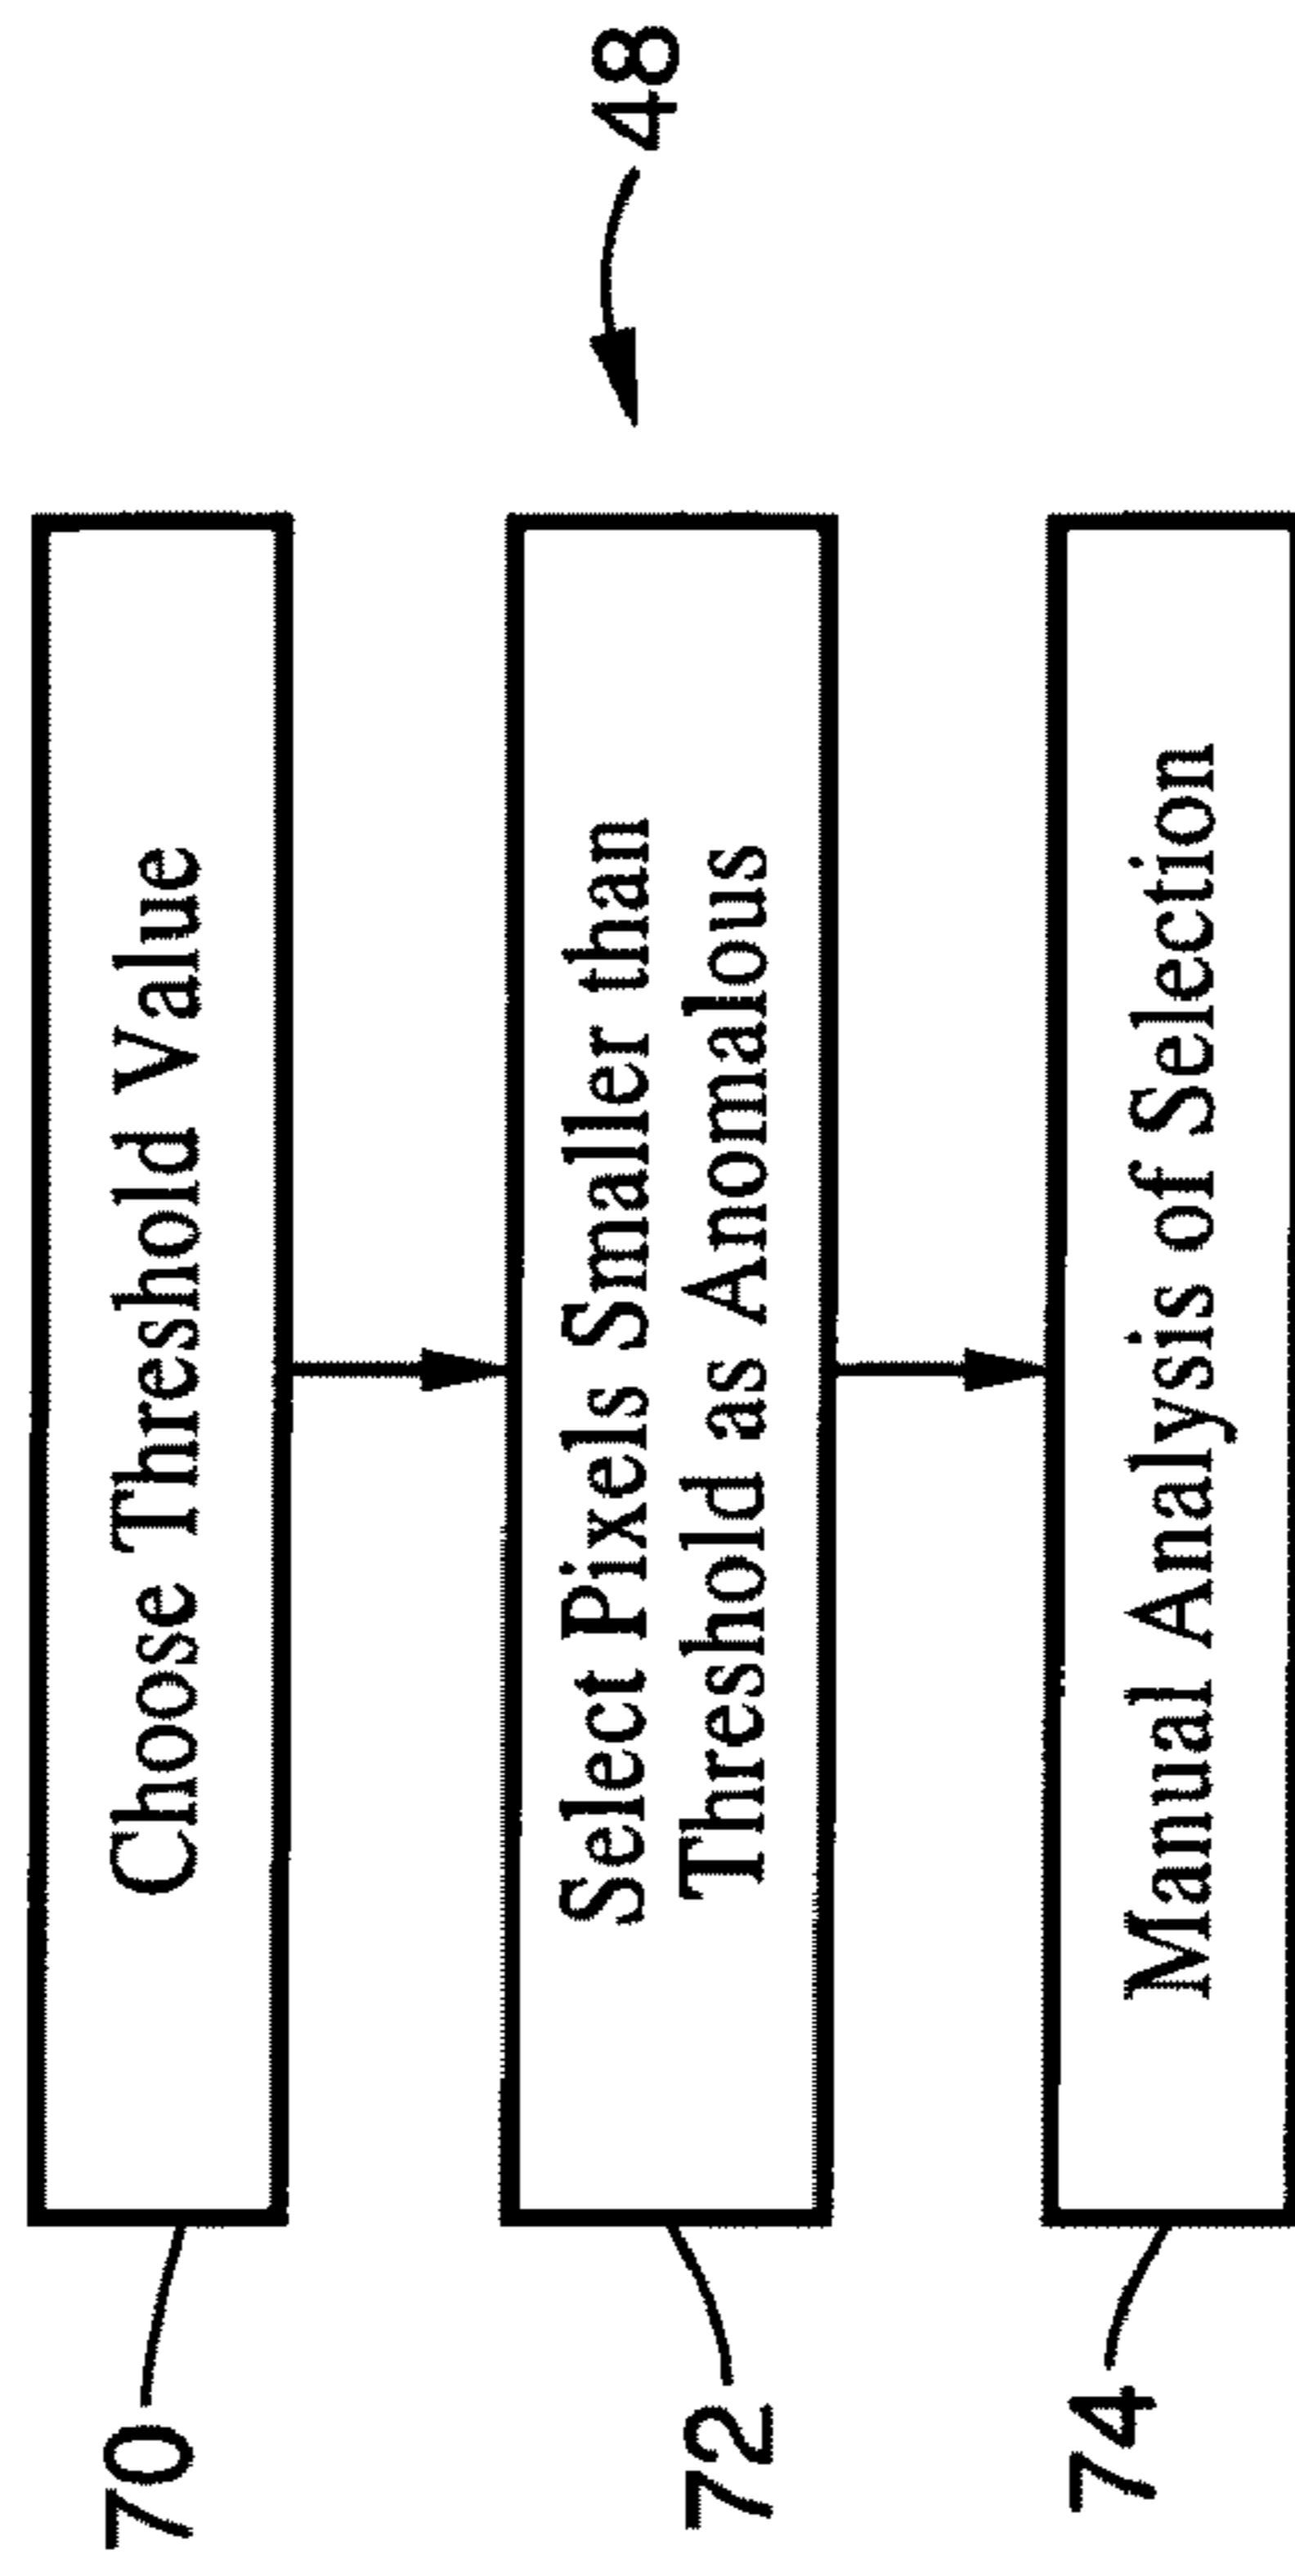 48
70
Choose Threshold Value
72
Select Pixels Smaller than
Threshold as Anomalous
74
Manual Analysis of Selection